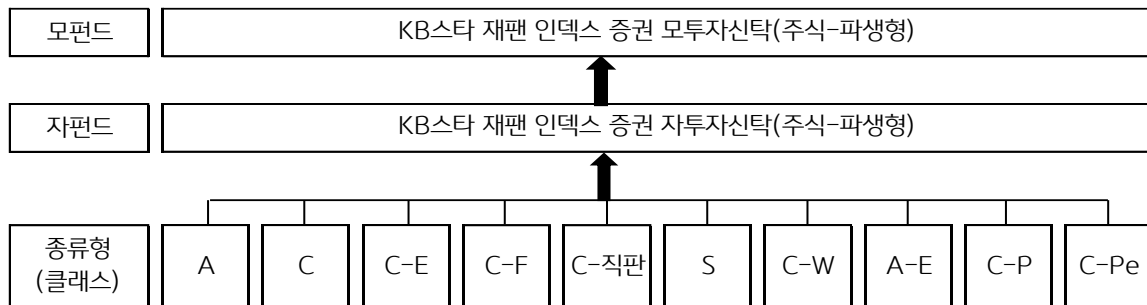 모펀드
KB스타 재팬 인덱스 증권 모투자신탁(주식-파생형)
자펀드
KB스타 재팬 인덱스 증권 자투자신탁(주식-파생형)
종류형
(클래스)
A
C
C-E
C-F
C-직판
S
C-W
A-E
C-P
C-Pe